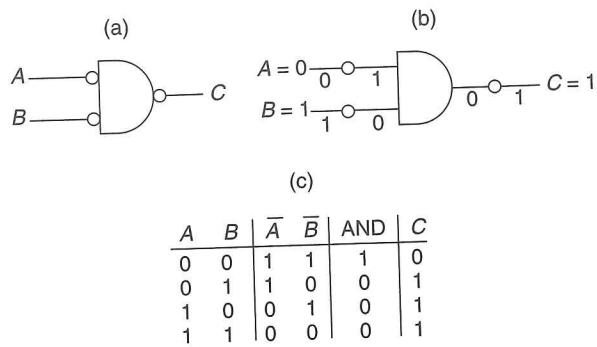 (a)
A
B
C
(b)
A = 0 0 1
B = 1 1 0
0 1 C = 1
(c)
A B A̅ B̅ AND C
0 0 1 1 1 0
0 1 1 0 0 1
1 0 0 1 0 1
1 1 0 0 0 1